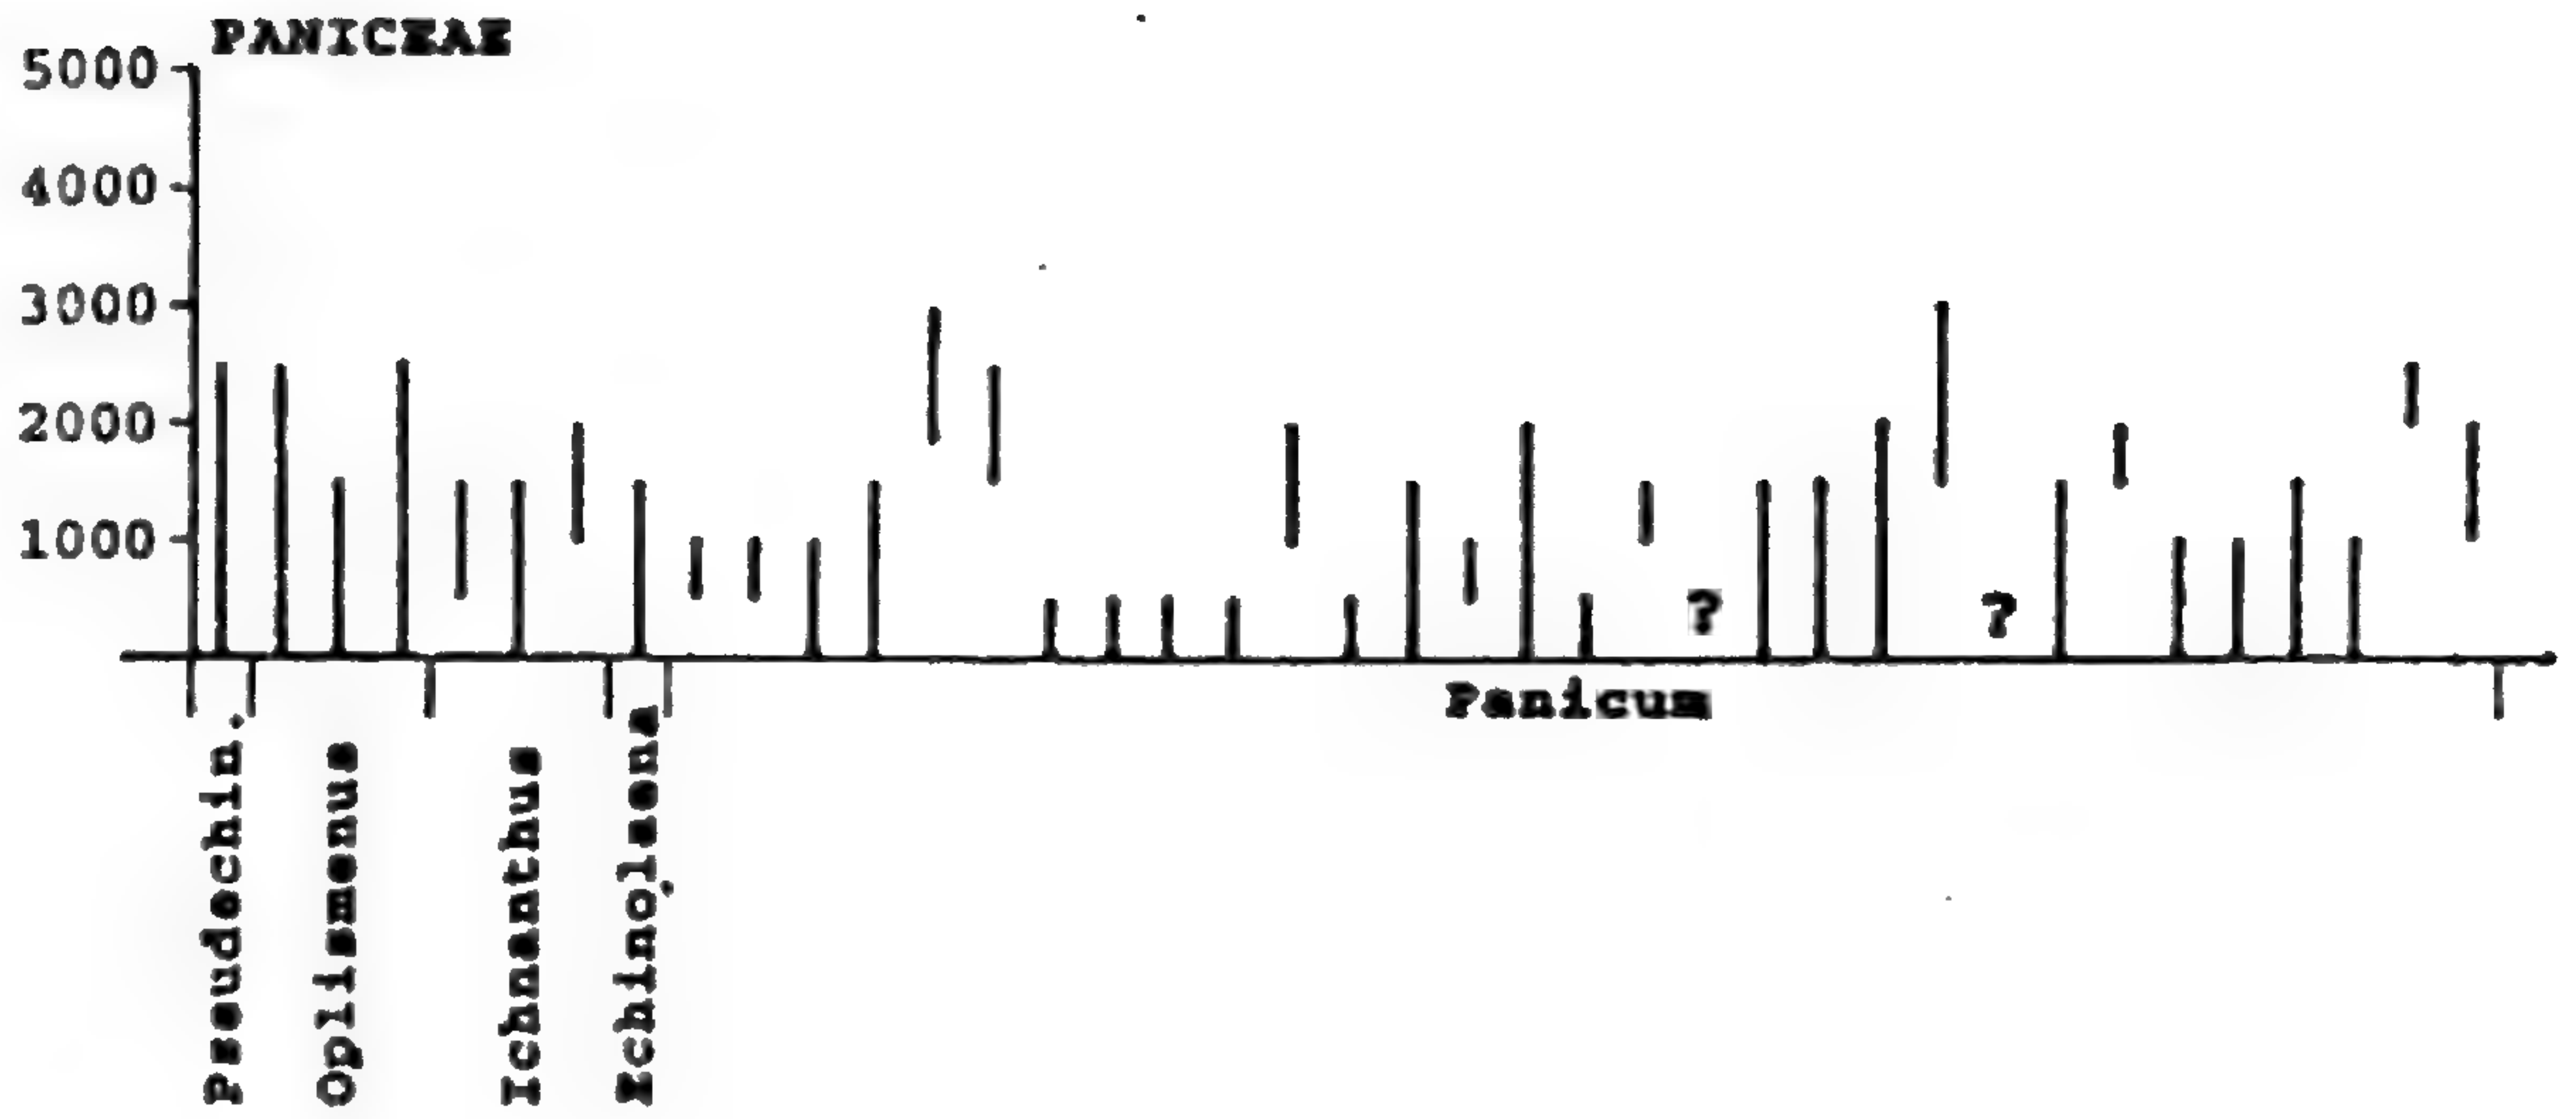 PANICEAE
5000
4000
3000
2000
1000
?
?
Panicum
Pseudechin.
Oplismenus
Ichnanthus
Echinolaena